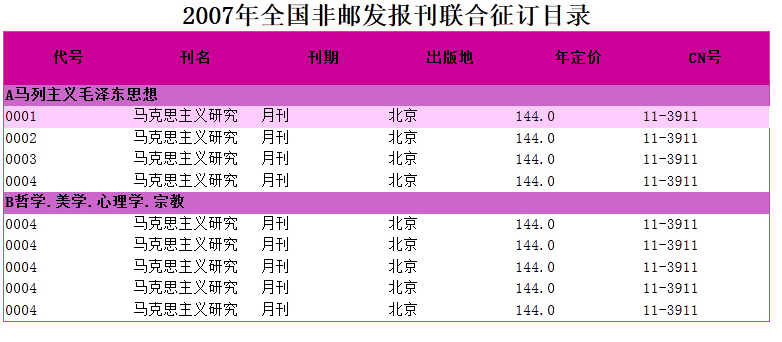 2007年全国非邮发报刊联合征订目录
代号 刊名 刊期 出版地 年定价 CN号
A马列主义毛泽东思想
0001 马克思主义研究 月刊 北京 144.0 11-3911
0002 马克思主义研究 月刊 北京 144.0 11-3911
0003 马克思主义研究 月刊 北京 144.0 11-3911
0004 马克思主义研究 月刊 北京 144.0 11-3911
B哲学.美学.心理学.宗教
0004 马克思主义研究 月刊 北京 144.0 11-3911
0004 马克思主义研究 月刊 北京 144.0 11-3911
0004 马克思主义研究 月刊 北京 144.0 11-3911
0004 马克思主义研究 月刊 北京 144.0 11-3911
0004 马克思主义研究 月刊 北京 144.0 11-3911